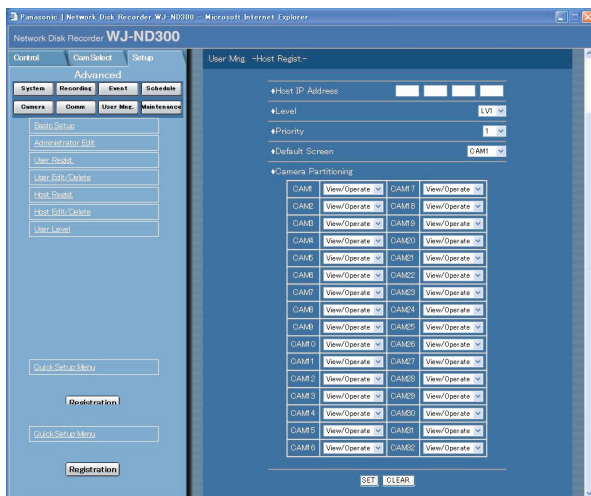 Panasonic | Network Disk Recorder WJ-ND300 - Microsoft Internet Explorer
Network Disk Recorder WJ-ND300
Control Cam Select Setup
Advanced
System Recording Event Schedule
Camera Comm User Mng. Maintenance
Basic Setup
Administrator Edit
User Regist.
User Edit/Delete
Host Regist.
Host Edit/Delete
User Level
Quick Setup Menu
Registration
Quick Setup Menu
Registration
User Mng. -Host Regist.-
♦Host IP Address
♦Level LV1
♦Priority 1
♦Default Screen CAM1
♦Camera Partitioning
CAM1 View/Operate CAM17 View/Operate
CAM2 View/Operate CAM18 View/Operate
CAM3 View/Operate CAM19 View/Operate
CAM4 View/Operate CAM20 View/Operate
CAM5 View/Operate CAM21 View/Operate
CAM6 View/Operate CAM22 View/Operate
CAM7 View/Operate CAM23 View/Operate
CAM8 View/Operate CAM24 View/Operate
CAM9 View/Operate CAM25 View/Operate
CAM10 View/Operate CAM26 View/Operate
CAM11 View/Operate CAM27 View/Operate
CAM12 View/Operate CAM28 View/Operate
CAM13 View/Operate CAM29 View/Operate
CAM14 View/Operate CAM30 View/Operate
CAM15 View/Operate CAM31 View/Operate
CAM16 View/Operate CAM32 View/Operate
SET CLEAR